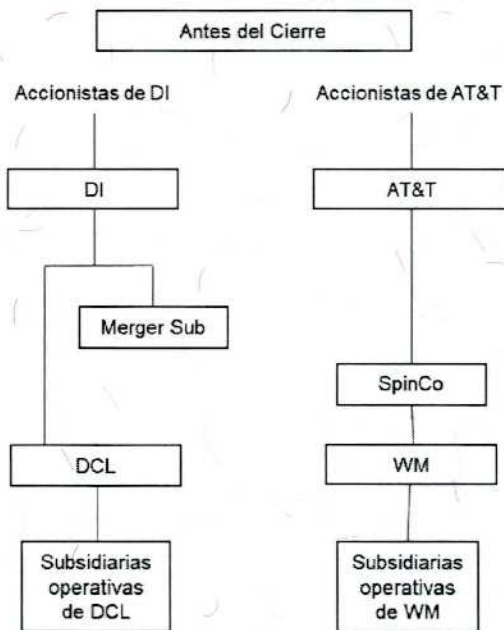 Antes del Cierre
Accionistas de DI
Accionistas de AT&T
DI
AT&T
Merger Sub
SpinCo
DCL
WM
Subsidiarias
operativas
de DCL
Subsidiarias
operativas
de WM